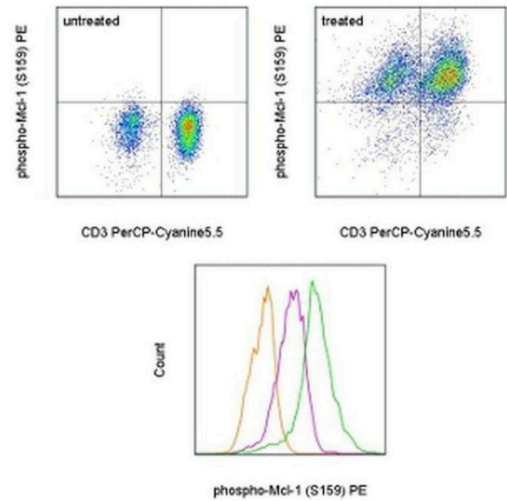 untreated
phospho-Mcl-1 (S159) PE
CD3 PerCP-Cyanine5.5
treated
phospho-Mcl-1 (S159) PE
CD3 PerCP-Cyanine5.5
Count
phospho-Mcl-1 (S159) PE